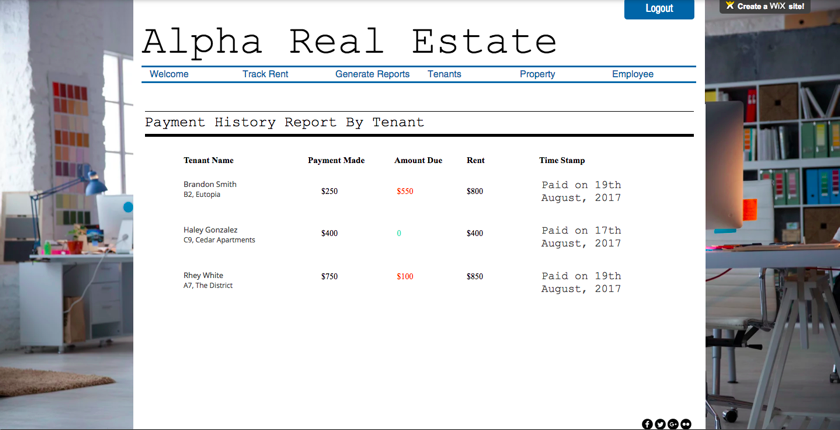 Logout
Create a WiX site!
Alpha Real Estate
Welcome Track Rent Generate Reports Tenants Property Employee
Payment History Report By Tenant
Tenant Name Payment Made Amount Due Rent Time Stamp
Brandon Smith
B2, Eutopia
$250 $550 $800
Paid on 19th
August, 2017
Haley Gonzalez
C9, Cedar Apartments
$400 0 $400
Paid on 17th
August, 2017
Rhey White
A7, The District
$750 $100 $850
Paid on 19th
August, 2017